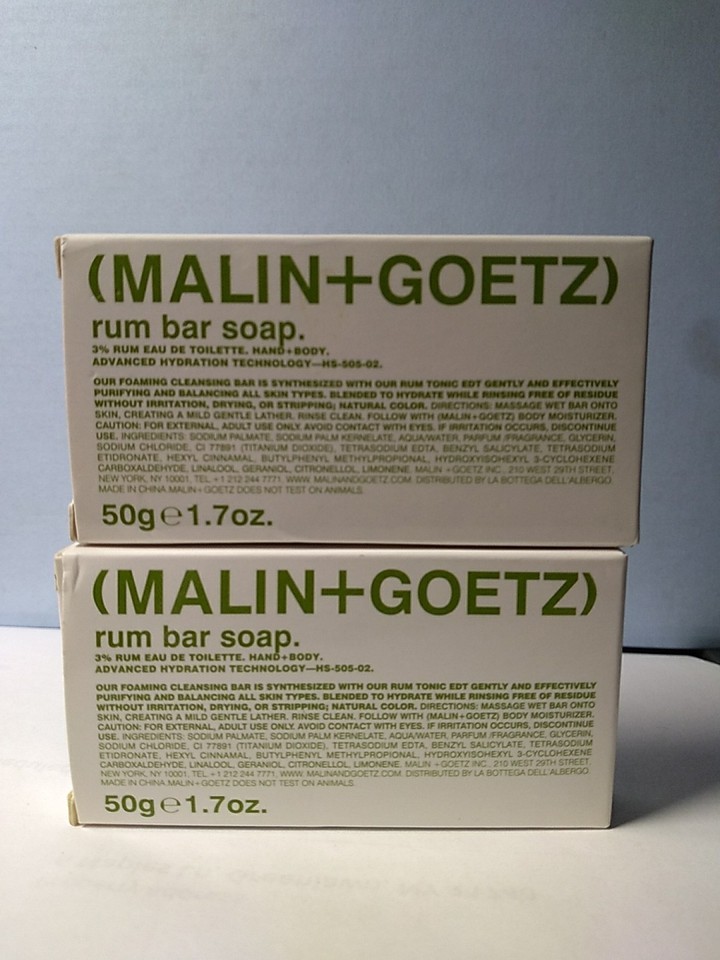 (MALIN+GOETZ)
rum bar soap.
3% RUM EAU DE TOILETTE. HAND+BODY.
ADVANCED HYDRATION TECHNOLOGY—HS-505-02.
OUR FOAMING CLEANSING BAR IS SYNTHESIZED WITH OUR RUM TONIC EDT GENTLY AND EFFECTIVELY
PURIFYING AND BALANCING ALL SKIN TYPES. BLENDED TO HYDRATE WHILE RINSING FREE OF RESIDUE
WITHOUT IRRITATION, DRYING, OR STRIPPING; NATURAL COLOR. DIRECTIONS: MASSAGE WET BAR ONTO
SKIN, CREATING A MILD GENTLE LATHER. RINSE CLEAN. FOLLOW WITH (MALIN+GOETZ) BODY MOISTURIZER.
CAUTION: FOR EXTERNAL, ADULT USE ONLY. AVOID CONTACT WITH EYES. IF IRRITATION OCCURS, DISCONTINUE
USE. INGREDIENTS: SODIUM PALMATE, SODIUM PALM KERNELATE, AQUA/WATER, PARFUM /FRAGRANCE, GLYCERIN,
SODIUM CHLORIDE, CI 77891 (TITANIUM DIOXIDE), TETRASODIUM EDTA, BENZYL SALICYLATE, TETRASODIUM
ETIDRONATE, HEXYL CINNAMAL, BUTYLPHENYL METHYLPROPIONAL, HYDROXYISOHEXYL 3-CYCLOHEXENE
CARBOXALDEHYDE, LINALOOL, GERANIOL, CITRONELLOL, LIMONENE. MALIN +GOETZ INC., 210 WEST 29TH STREET,
NEW YORK, NY 10001, TEL +1 212 244 7771, WWW. MALINANDGOETZ.COM. DISTRIBUTED BY LA BOTTEGA DELL'ALBERGO.
MADE IN CHINA.MALIN+GOETZ DOES NOT TEST ON ANIMALS.
50g℮1.7oz.
(MALIN+GOETZ)
rum bar soap.
3% RUM EAU DE TOILETTE. HAND+BODY.
ADVANCED HYDRATION TECHNOLOGY—HS-505-02.
OUR FOAMING CLEANSING BAR IS SYNTHESIZED WITH OUR RUM TONIC EDT GENTLY AND EFFECTIVELY
PURIFYING AND BALANCING ALL SKIN TYPES. BLENDED TO HYDRATE WHILE RINSING FREE OF RESIDUE
WITHOUT IRRITATION, DRYING, OR STRIPPING; NATURAL COLOR. DIRECTIONS: MASSAGE WET BAR ONTO
SKIN, CREATING A MILD GENTLE LATHER. RINSE CLEAN. FOLLOW WITH (MALIN+GOETZ) BODY MOISTURIZER.
CAUTION: FOR EXTERNAL, ADULT USE ONLY. AVOID CONTACT WITH EYES. IF IRRITATION OCCURS, DISCONTINUE
USE. INGREDIENTS: SODIUM PALMATE, SODIUM PALM KERNELATE, AQUA/WATER, PARFUM /FRAGRANCE, GLYCERIN,
SODIUM CHLORIDE, CI 77891 (TITANIUM DIOXIDE), TETRASODIUM EDTA, BENZYL SALICYLATE, TETRASODIUM
ETIDRONATE, HEXYL CINNAMAL, BUTYLPHENYL METHYLPROPIONAL, HYDROXYISOHEXYL 3-CYCLOHEXENE
CARBOXALDEHYDE, LINALOOL, GERANIOL, CITRONELLOL, LIMONENE. MALIN +GOETZ INC., 210 WEST 29TH STREET,
NEW YORK, NY 10001, TEL +1 212 244 7771, WWW. MALINANDGOETZ.COM. DISTRIBUTED BY LA BOTTEGA DELL'ALBERGO.
MADE IN CHINA.MALIN+GOETZ DOES NOT TEST ON ANIMALS.
50g℮1.7oz.